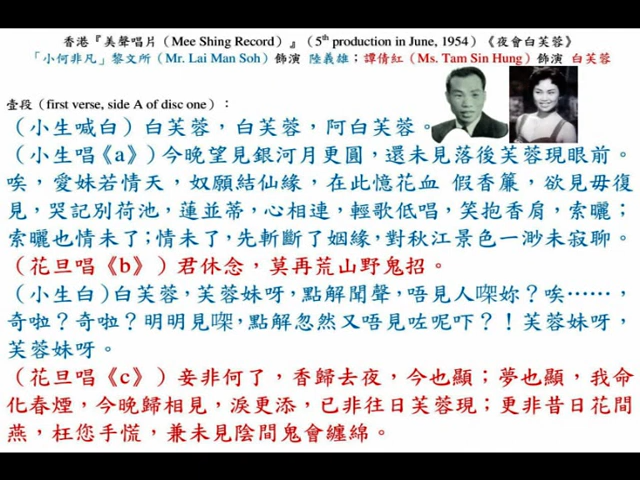 香港『美聲唱片（Mee Shing Record）』（5th production in June, 1954）《夜會白芙蓉》
「小何非凡」黎文所（Mr. Lai Man Soh）飾演 陸義雄；譚倩紅（Ms. Tam Sin Hung）飾演 白芙蓉
壹段（first verse, side A of disc one）：
（小生喊白）白芙蓉，白芙蓉，阿白芙蓉。
（小生唱《a》）今晚望見銀河月更圓，還未見落後芙蓉現眼前。
唉，愛妹若情天，奴願結仙緣，在此憶花血 假香簾，欲見毋復
見，哭記別荷池，蓮並蒂，心相連，輕歌低唱，笑抱香肩，索曬；
索曬也情未了；情未了，先斬斷了姻緣，對秋江景色一渺未寂聊。
（花旦唱《b》）君休念，莫再荒山野鬼招。
（小生白）白芙蓉，芙蓉妹呀，點解聞聲，唔見人㗎妳？唉……，
奇啦？奇啦？明明見㗎，點解忽然又唔見咗呢吓？！芙蓉妹呀，
芙蓉妹呀。
（花旦唱《c》）妾非何了，香歸去夜，今也顯；夢也顯，我命
化春煙，今晚歸相見，淚更添，已非往日芙蓉現；更非昔日花間
燕，枉您手慌，兼未見陰間鬼會纏綿。